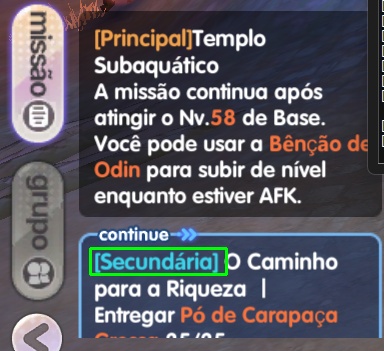 missão
grupo
[Principal]Templo
Subaquático
A missão continua após
atingir o Nv.58 de Base.
Você pode usar a Bênção de
Odin para subir de nível
enquanto estiver AFK.
continue
[Secundária] O Caminho
para a Riqueza |
Entregar Pó de Carapaça